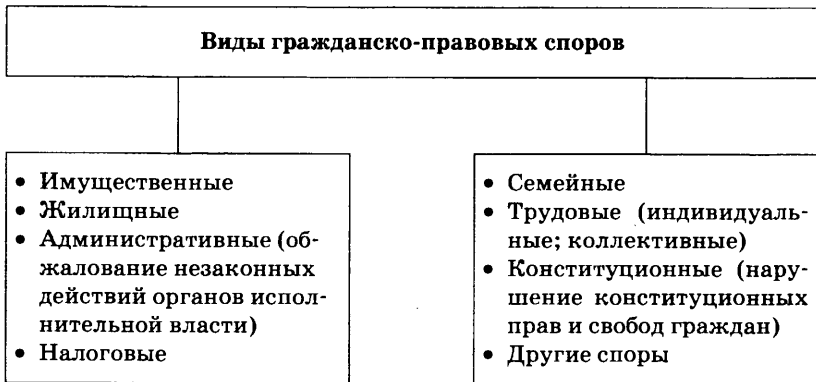 Виды гражданско-правовых споров
• Имущественные
• Жилищные
• Административные (об-
жалование незаконных
действий органов испол-
нительной власти)
• Налоговые
• Семейные
• Трудовые (индивидуаль-
ные; коллективные)
• Конституционные (нару-
шение конституционных
прав и свобод граждан)
• Другие споры